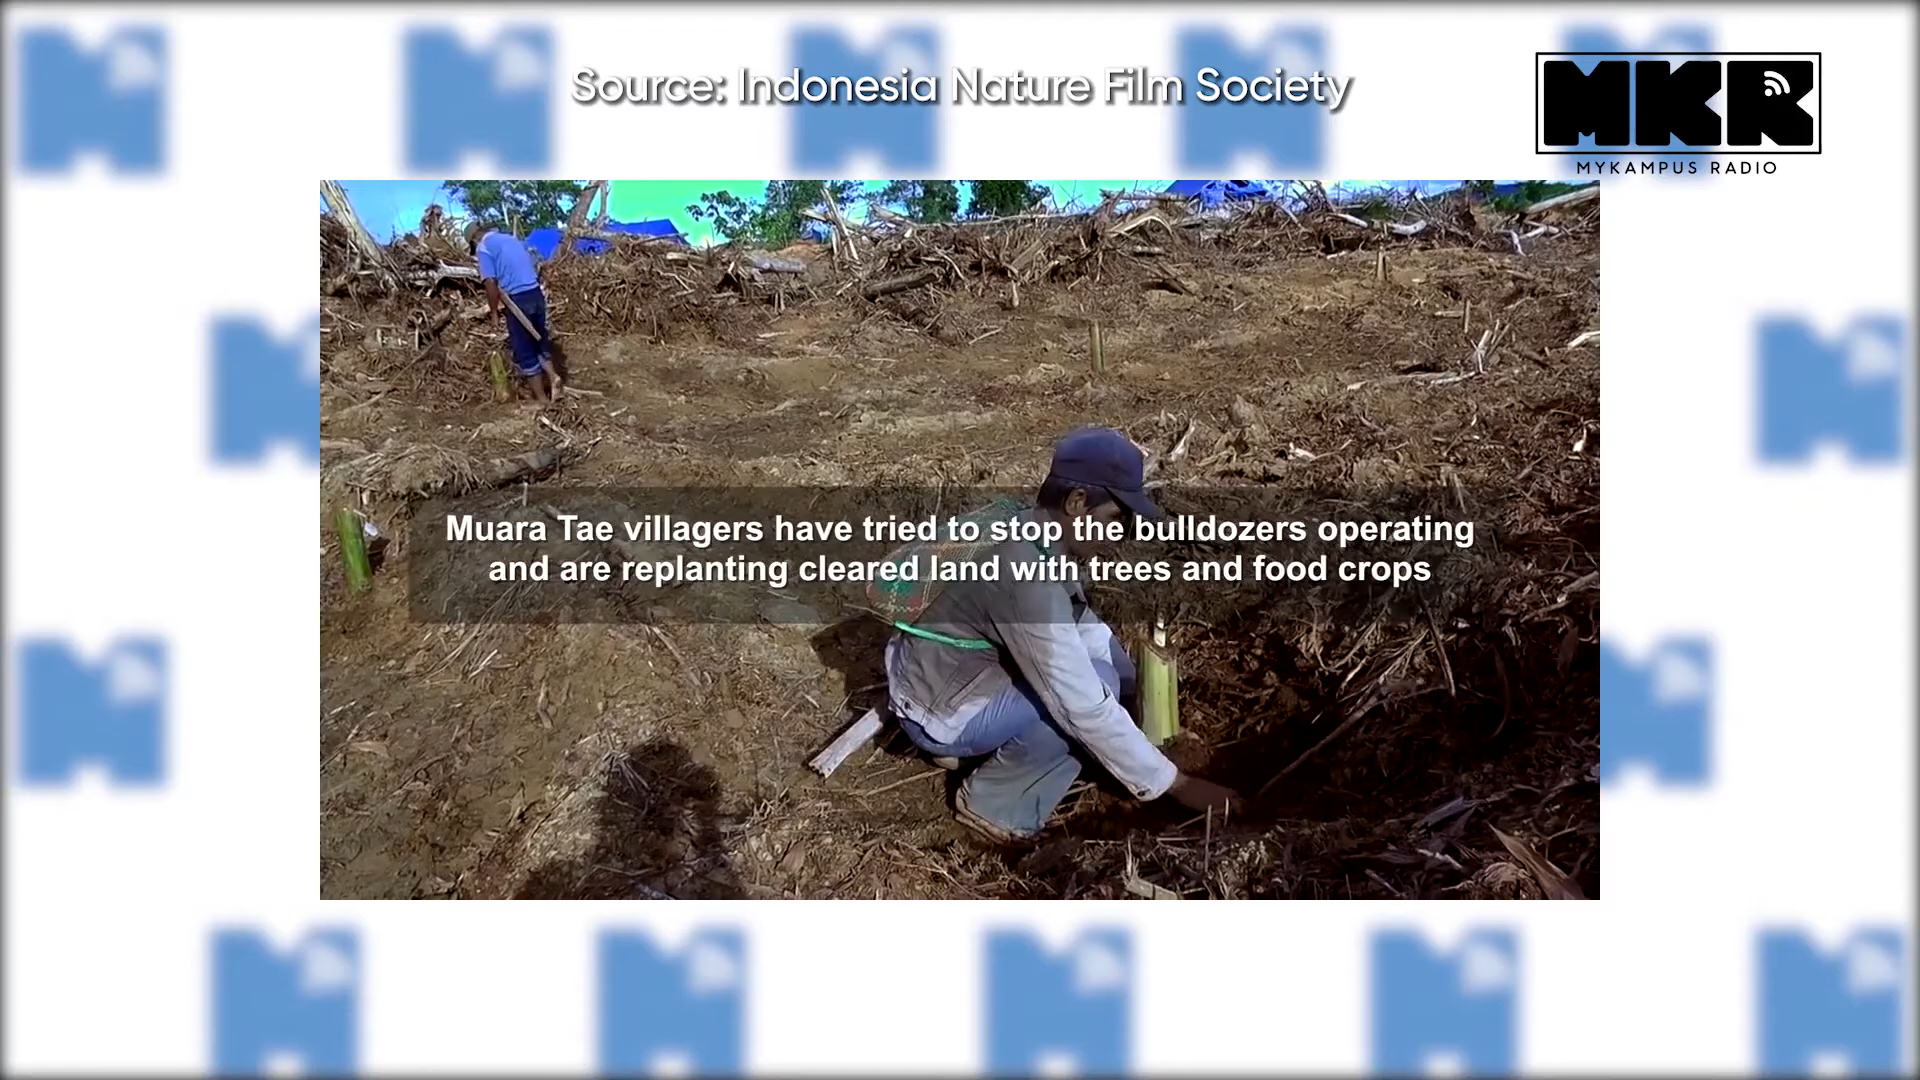 Source: Indonesia Nature Film Society
MKR
MYKAMPUS RADIO
Muara Tae villagers have tried to stop the bulldozers operating
and are replanting cleared land with trees and food crops